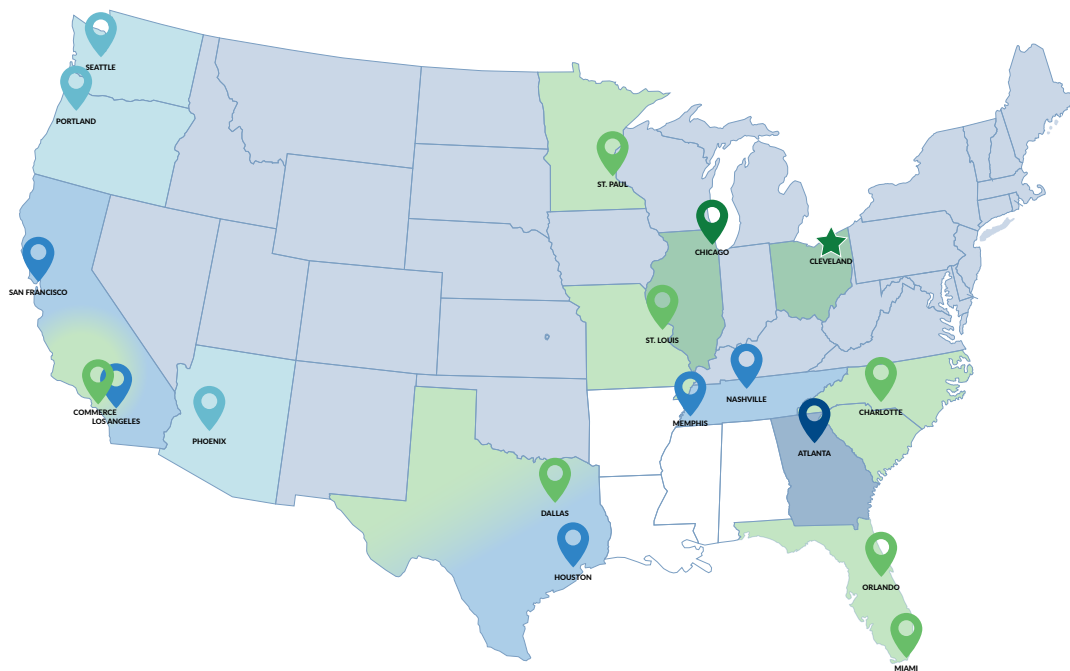 SEATTLE
PORTLAND
ST. PAUL
CHICAGO
CLEVELAND
SAN FRANCISCO
ST. LOUIS
NASHVILLE
COMMERCE
LOS ANGELES
CHARLOTTE
MEMPHIS
PHOENIX
ATLANTA
DALLAS
HOUSTON
ORLANDO
MIAMI